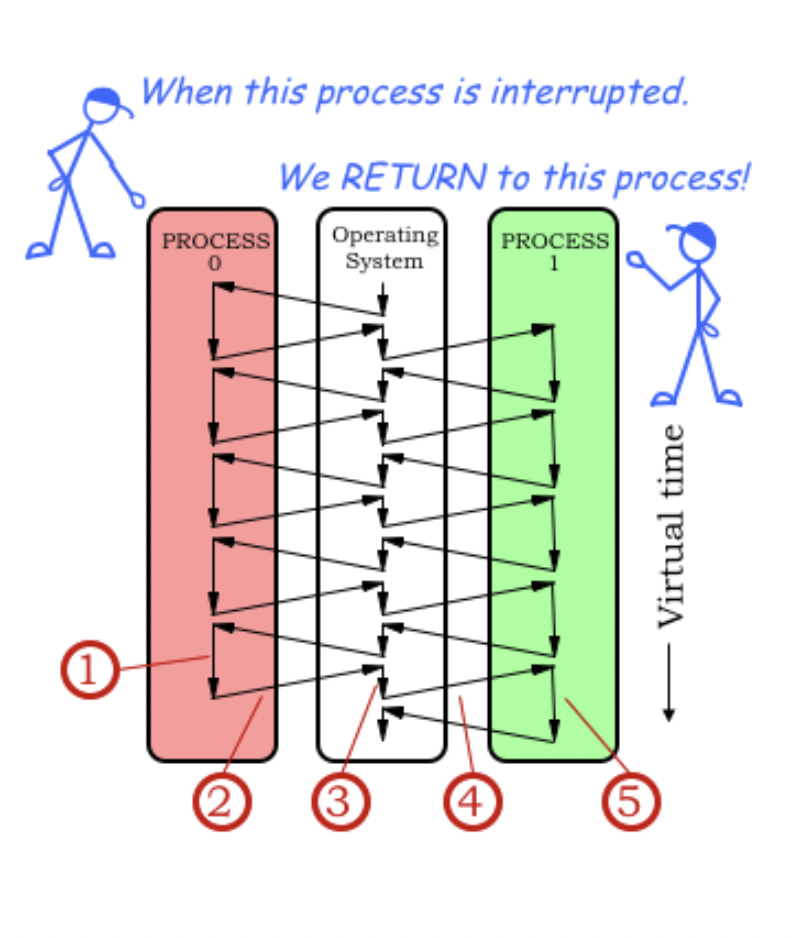 When this process is interrupted.
We RETURN to this process!
PROCESS
0
Operating
System
PROCESS
1
Virtual time
1
2
3
4
5